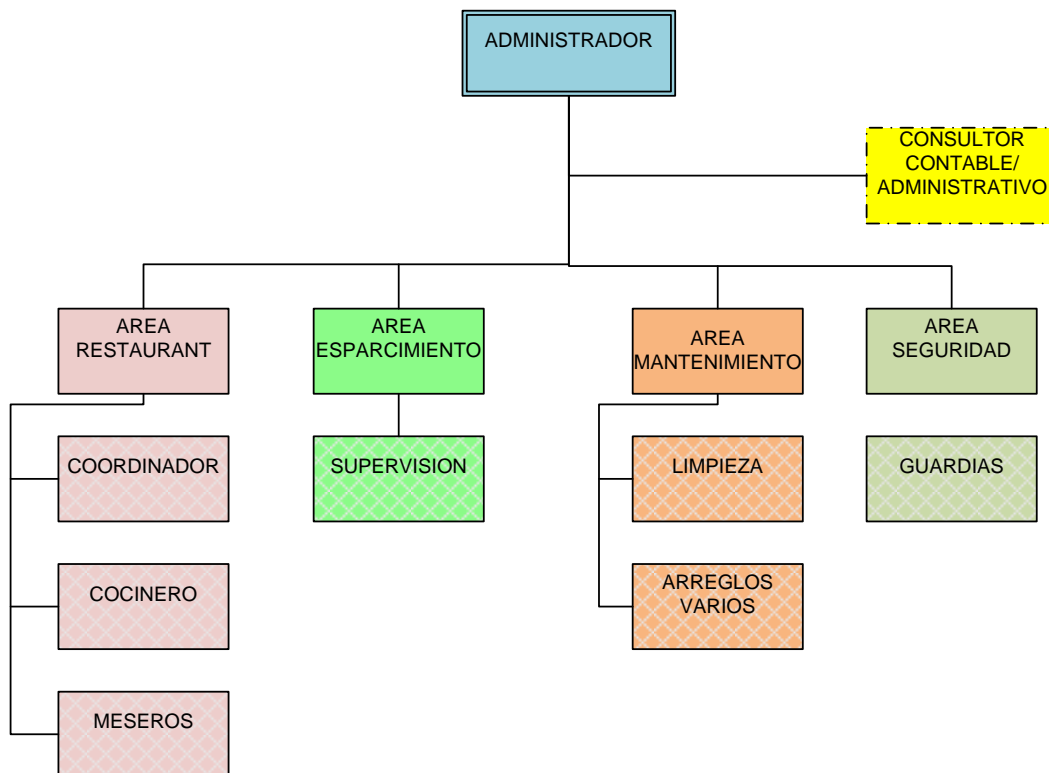 ADMINISTRADOR
CONSULTOR
CONTABLE/
ADMINISTRATIVO
AREA
RESTAURANT
AREA
ESPARCIMIENTO
AREA
MANTENIMIENTO
AREA
SEGURIDAD
COORDINADOR
SUPERVISION
LIMPIEZA
GUARDIAS
COCINERO
ARREGLOS
VARIOS
MESEROS